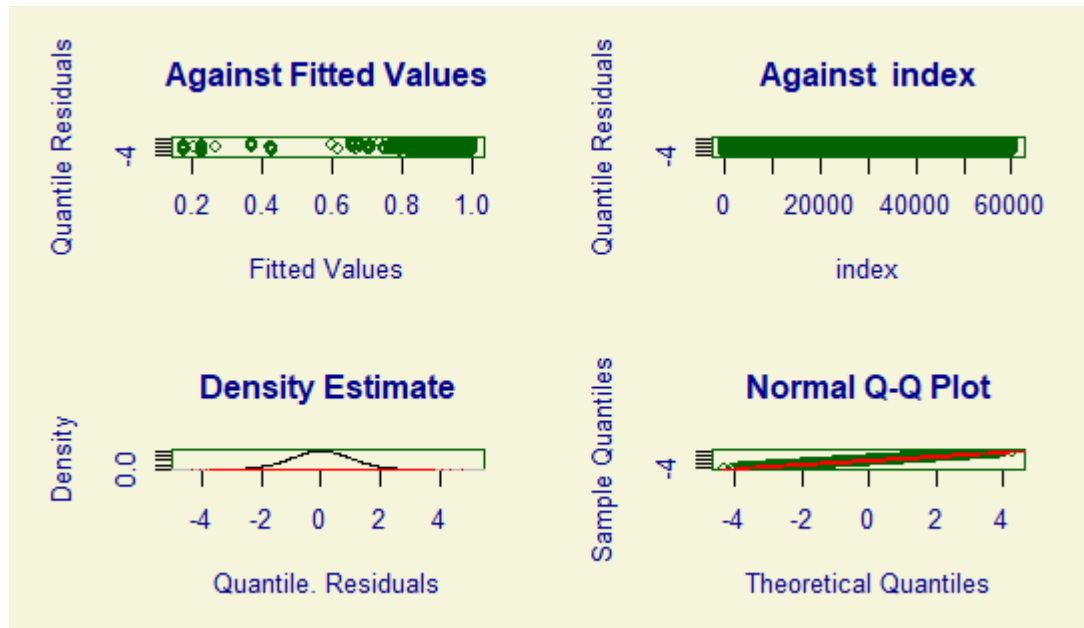 Against Fitted Values
Quantile Residuals
-4
0.2 0.4 0.6 0.8 1.0
Fitted Values
Against index
Quantile Residuals
-4
0 20000 40000 60000
index
Density Estimate
Density
0.0
-4 -2 0 2 4
Quantile. Residuals
Normal Q-Q Plot
Sample Quantiles
-4
-4 -2 0 2 4
Theoretical Quantiles